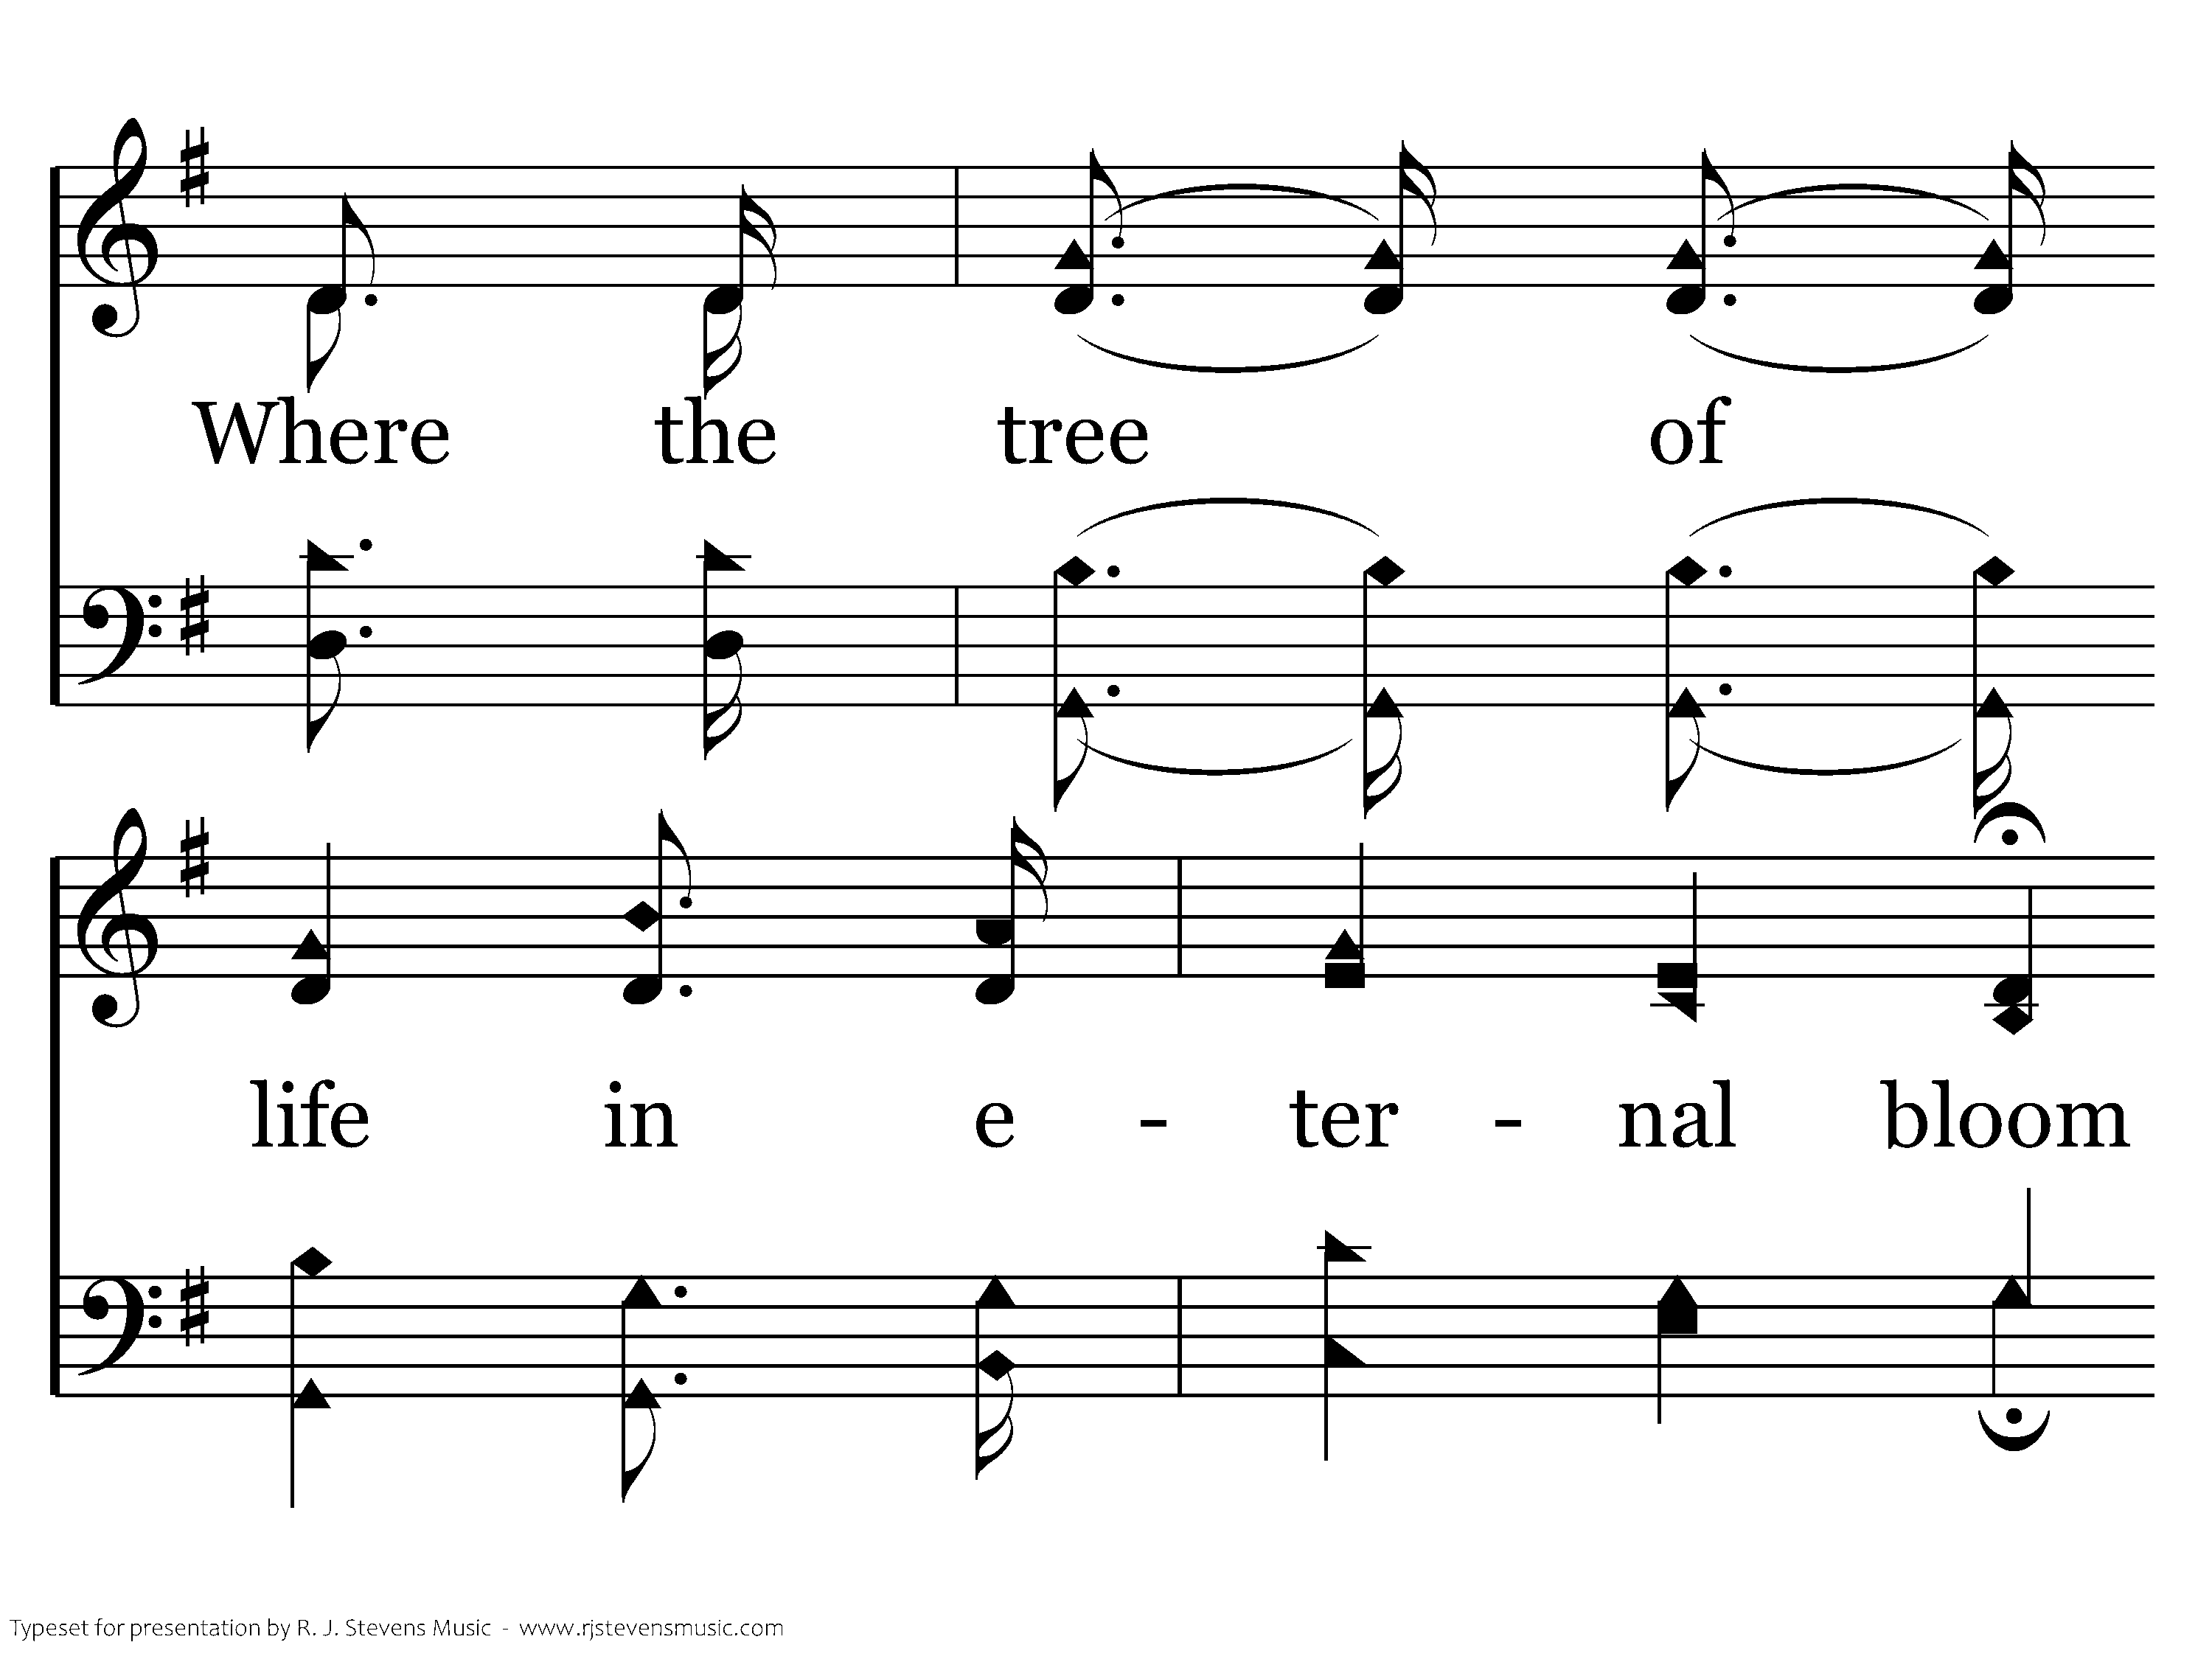 Where the tree of
life in e - ter - nal bloom
Typeset for presentation by R. J. Stevens Music - www.rjstevensmusic.com